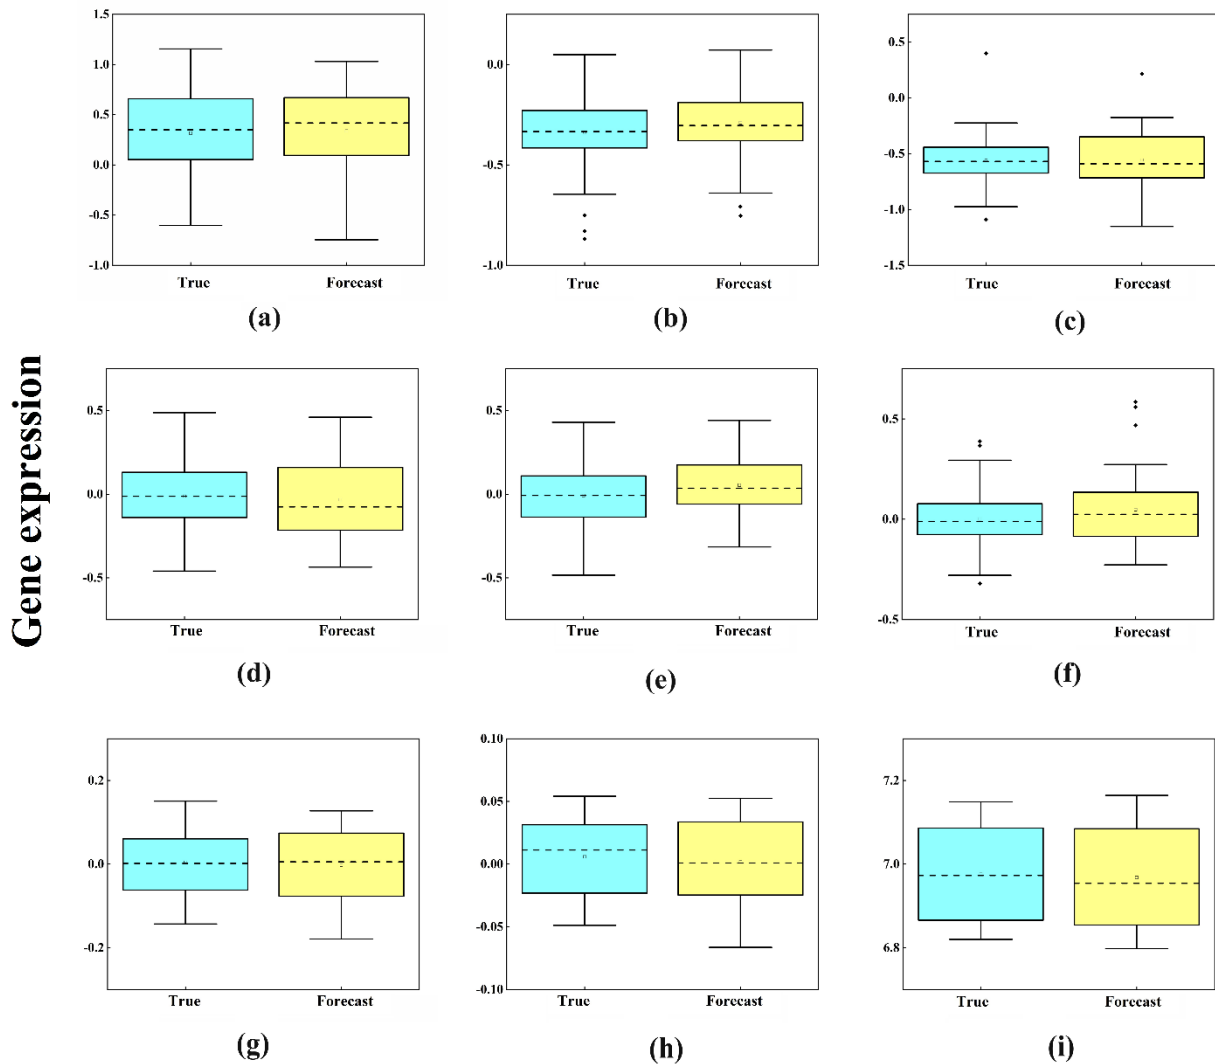 Gene expression
1.5
1.0
0.5
0.0
-0.5
-1.0
True Forecast
(a)
0.0
-0.5
-1.0
True Forecast
(b)
0.5
0.0
-0.5
-1.0
-1.5
True Forecast
(c)
0.5
0.0
-0.5
True Forecast
(d)
0.5
0.0
-0.5
True Forecast
(e)
0.5
0.0
-0.5
True Forecast
(f)
0.2
0.0
-0.2
True Forecast
(g)
0.10
0.05
0.00
-0.05
-0.10
True Forecast
(h)
7.2
7.0
6.8
True Forecast
(i)